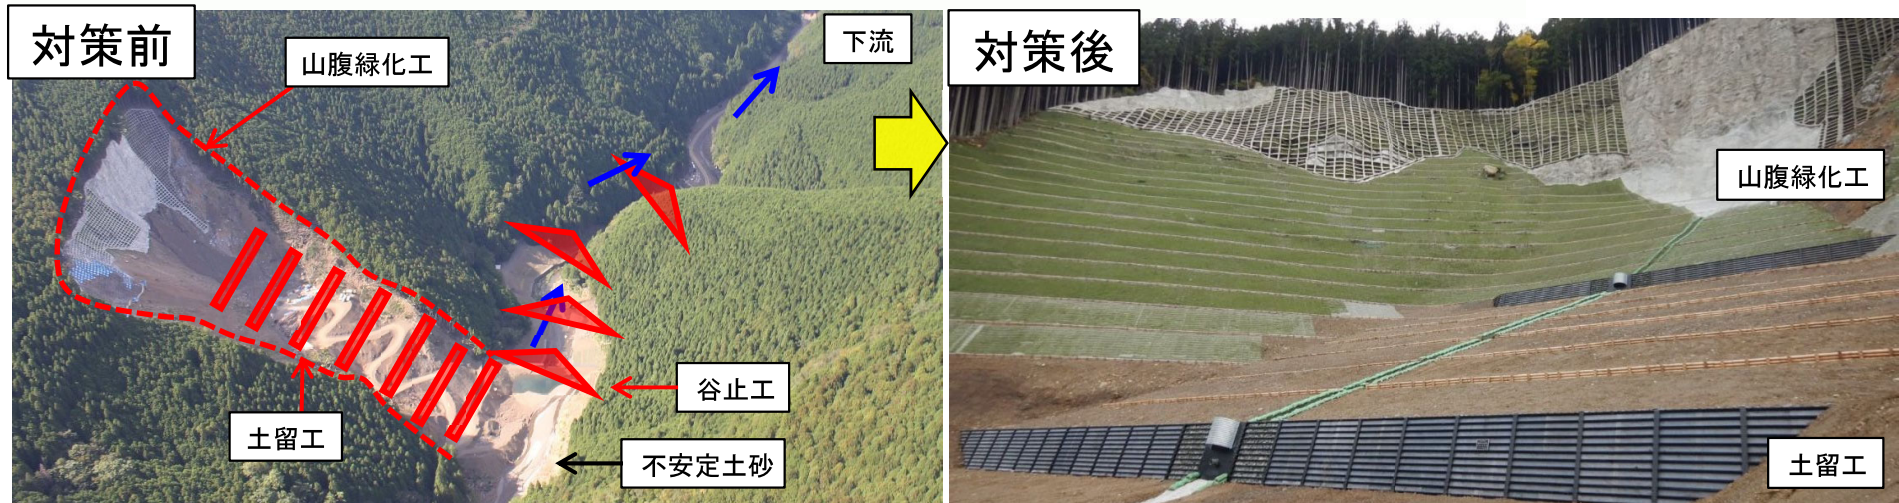 対策前
山腹緑化工
下流
土留工
谷止工
不安定土砂
対策後
山腹緑化工
土留工